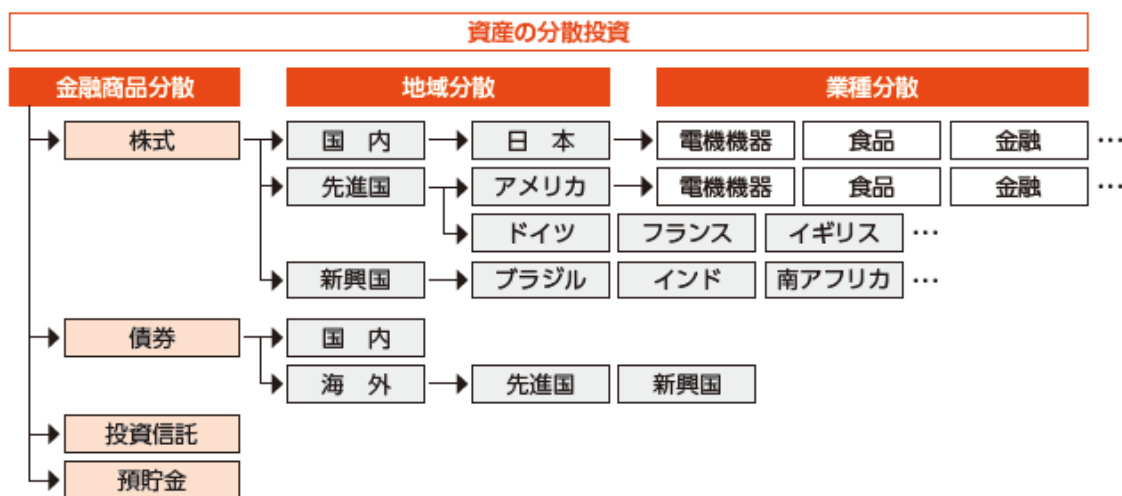 資産の分散投資
金融商品分散 地域分散 業種分散
株式 国内 日本 電機機器 食品 金融 …
先進国 アメリカ 電機機器 食品 金融 …
ドイツ フランス イギリス …
新興国 ブラジル インド 南アフリカ …
債券 国内
海外 先進国 新興国
投資信託
預貯金